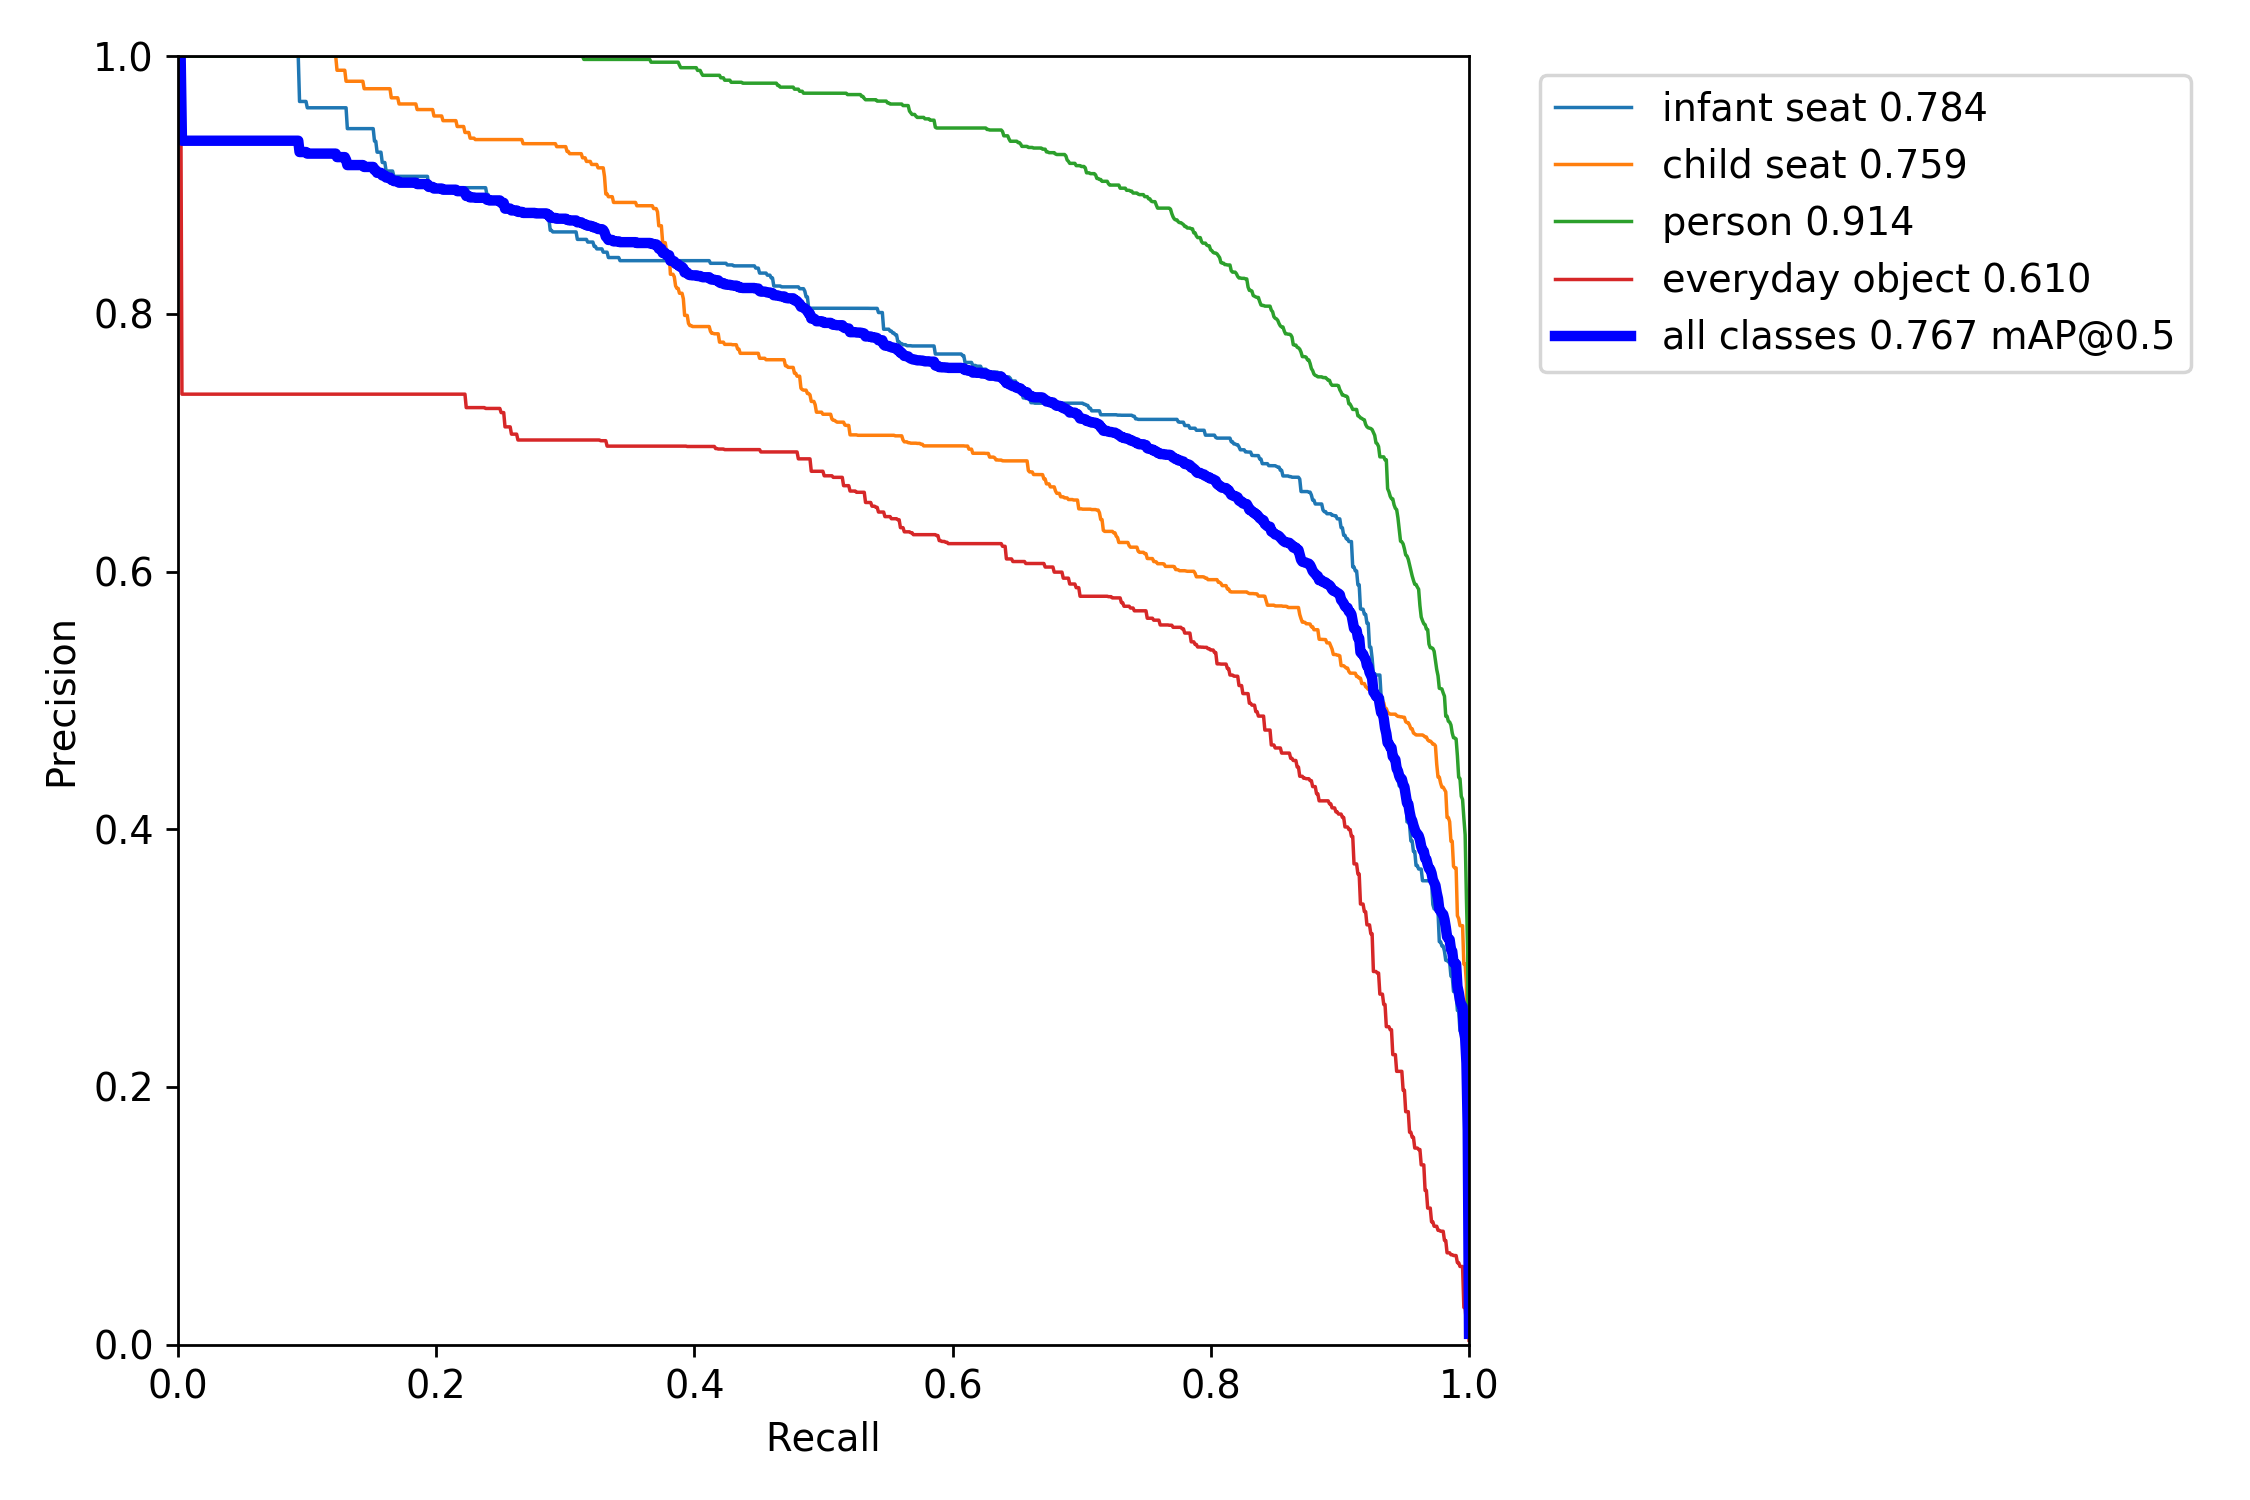 1.0
0.8
0.6
0.4
0.2
0.0
Precision
0.0 0.2 0.4 0.6 0.8 1.0
Recall
infant seat 0.784
child seat 0.759
person 0.914
everyday object 0.610
all classes 0.767 mAP@0.5